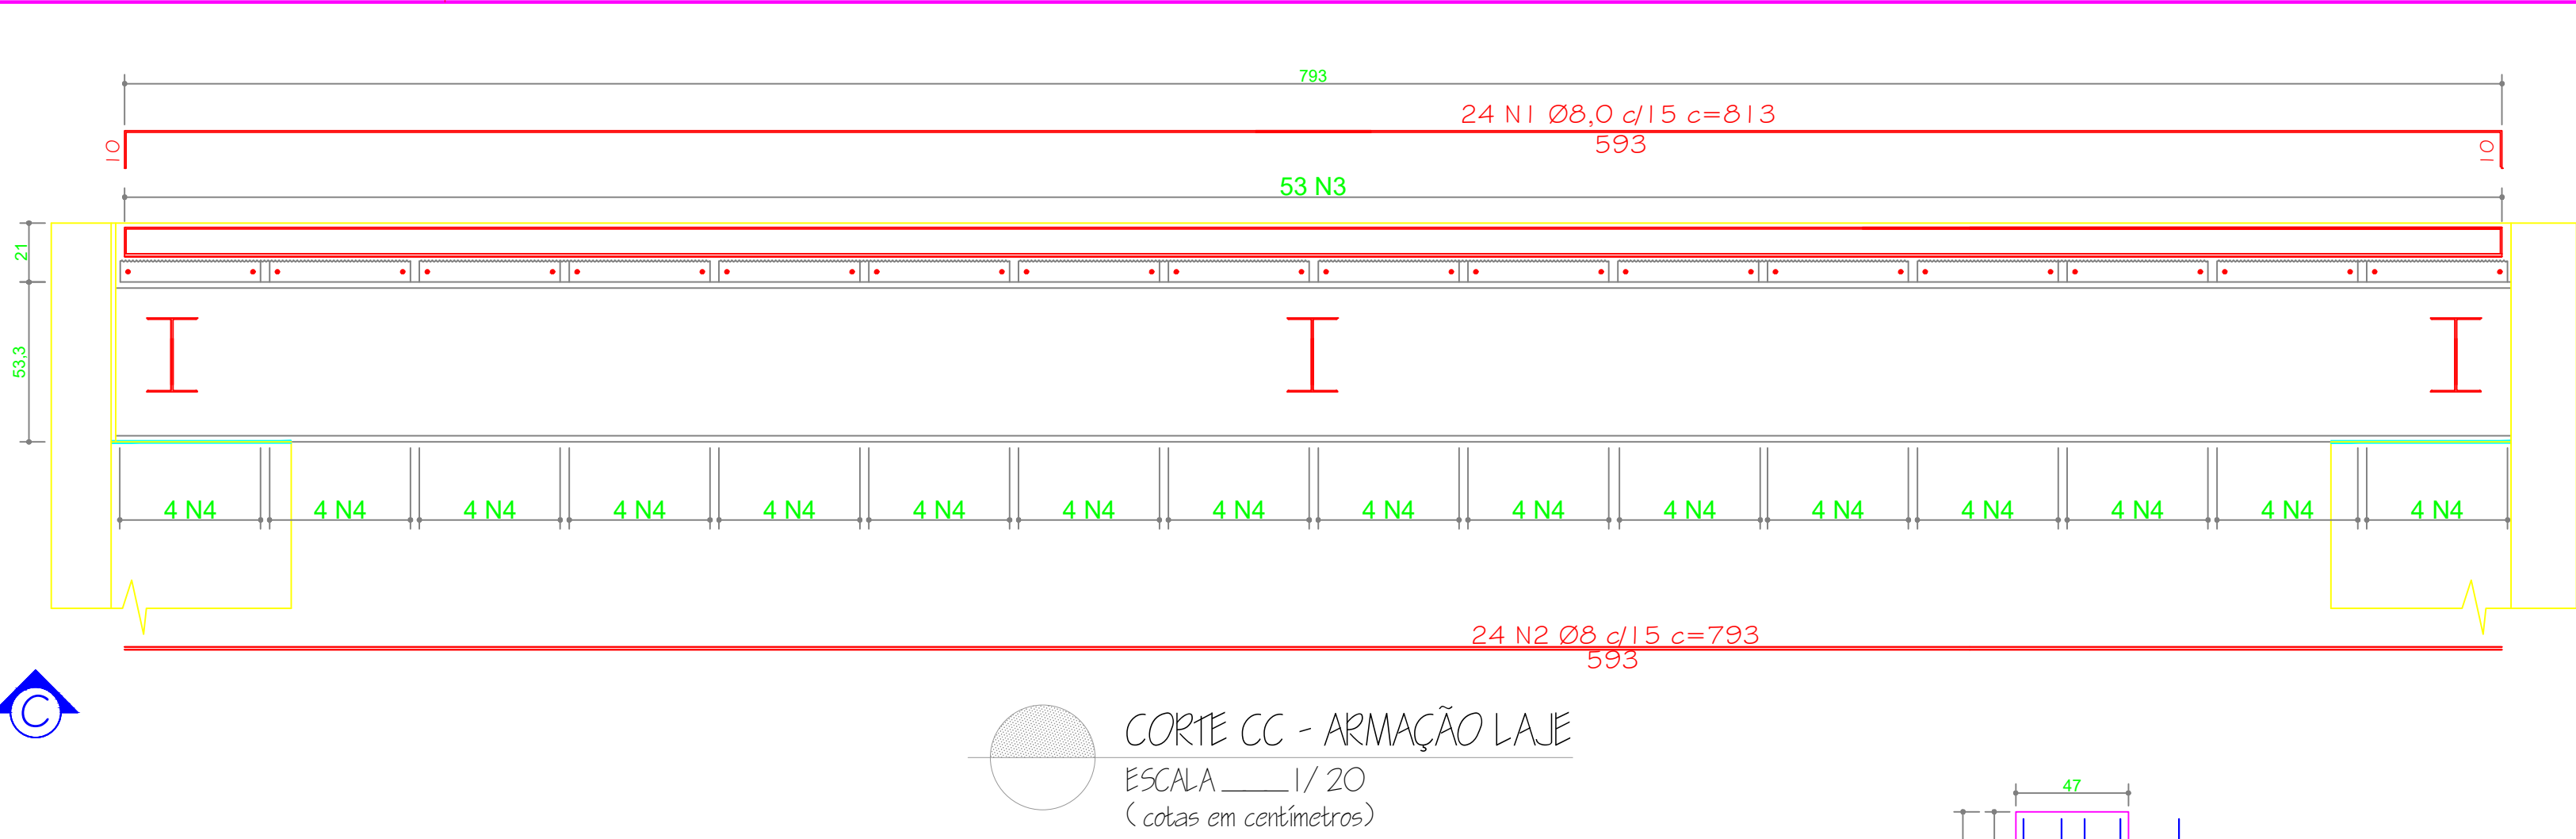 793
24 N1 Ø8,0 c/15 c=813
593
10
10
53 N3
21
53,3
4 N4 4 N4 4 N4 4 N4 4 N4 4 N4 4 N4 4 N4 4 N4 4 N4 4 N4 4 N4 4 N4 4 N4 4 N4 4 N4
24 N2 Ø8 c/15 c=793
593
C
CORTE CC - ARMAÇÃO LAJE
ESCALA____1/20
(cotas em centímetros)
47